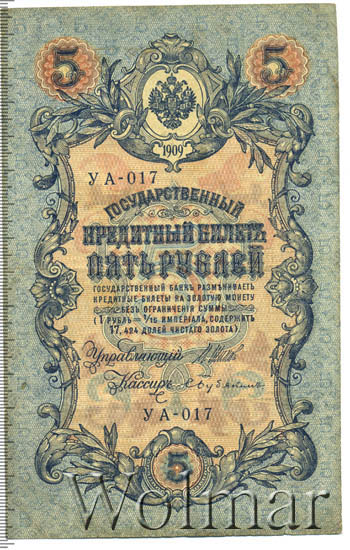 5 5
1909
УА-017
ГОСУДАРСТВЕННЫЙ
КРЕДИТНЫЙ БИЛЕТЪ
ПЯТЬ РУБЛЕЙ
ГОСУДАРСТВЕННЫЙ БАНКЪ РАЗМѢНИВАЕТЪ
КРЕДИТНЫЕ БИЛЕТЫ НА ЗОЛОТУЮ МОНЕТУ
БЕЗЪ ОГРАНИЧЕНІЯ СУММЫ
(1 РУБЛЬ = 1/15 ИМПЕРІАЛА, СОДЕРЖИТЪ
17,424 ДОЛЕЙ ЧИСТАГО ЗОЛОТА).
Управляющій
Кассиръ
УА-017
5
Wolmar